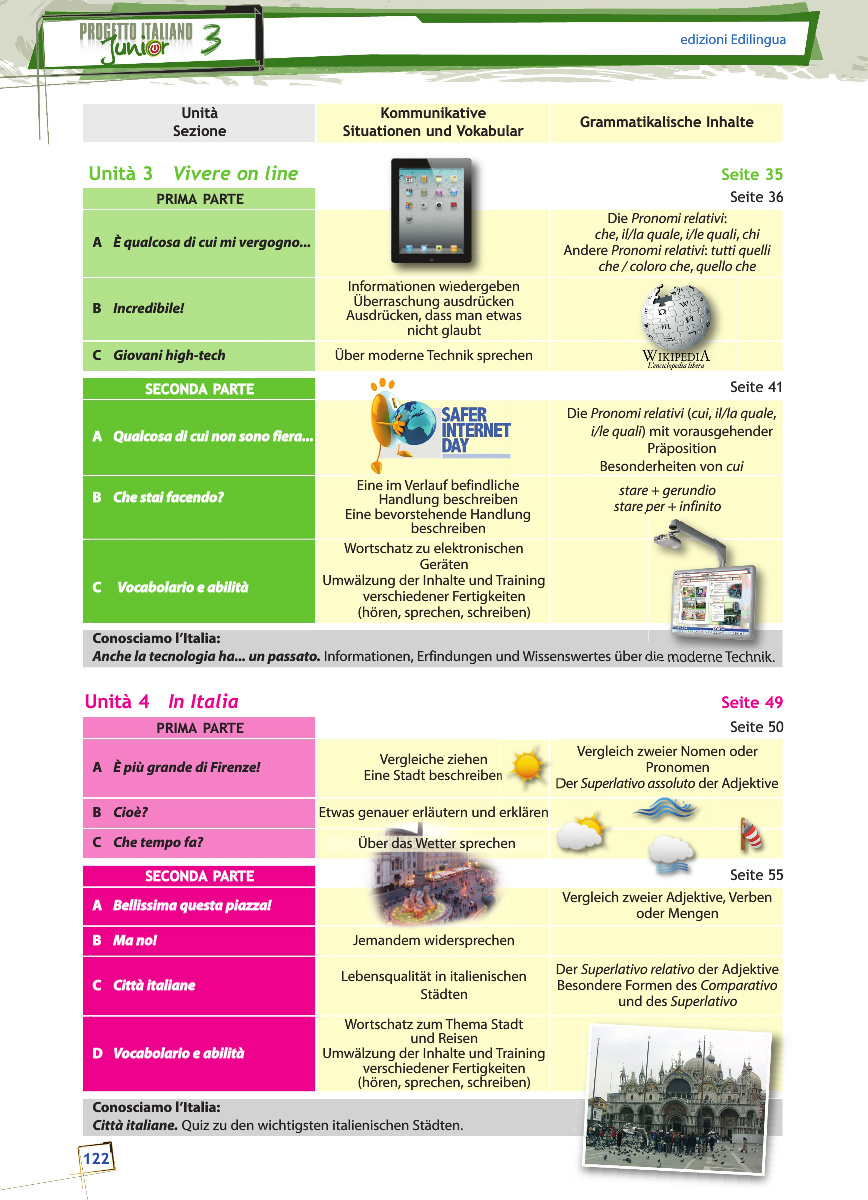 PROGETTO ITALIANO
Junior 3
edizioni Edilingua
Unità
Sezione
Kommunikative
Situationen und Vokabular
Grammatikalische Inhalte
Unità 3 Vivere on line Seite 35
PRIMA PARTE Seite 36
A È qualcosa di cui mi vergogno...
Die Pronomi relativi:
che, il/la quale, i/le quali, chi
Andere Pronomi relativi: tutti quelli
che / coloro che, quello che
B Incredibile!
Informationen wiedergeben
Überraschung ausdrücken
Ausdrücken, dass man etwas
nicht glaubt
WIKIPEDIA
L'enciclopedia libera
C Giovani high-tech
Über moderne Technik sprechen
SECONDA PARTE Seite 41
A Qualcosa di cui non sono fiera...
SAFER
INTERNET
DAY
Die Pronomi relativi (cui, il/la quale,
i/le quali) mit vorausgehender
Präposition
Besonderheiten von cui
B Che stai facendo?
Eine im Verlauf befindliche
Handlung beschreiben
Eine bevorstehende Handlung
beschreiben
stare + gerundio
stare per + infinito
C Vocabolario e abilità
Wortschatz zu elektronischen
Geräten
Umwälzung der Inhalte und Training
verschiedener Fertigkeiten
(hören, sprechen, schreiben)
Conosciamo l'Italia:
Anche la tecnologia ha... un passato. Informationen, Erfindungen und Wissenswertes über die moderne Technik.
Unità 4 In Italia Seite 49
PRIMA PARTE Seite 50
A È più grande di Firenze!
Vergleiche ziehen
Eine Stadt beschreiben
Vergleich zweier Nomen oder
Pronomen
Der Superlativo assoluto der Adjektive
B Cioè?
Etwas genauer erläutern und erklären
C Che tempo fa?
Über das Wetter sprechen
SECONDA PARTE Seite 55
A Bellissima questa piazza!
Vergleich zweier Adjektive, Verben
oder Mengen
B Ma no!
Jemandem widersprechen
C Città italiane
Lebensqualität in italienischen
Städten
Der Superlativo relativo der Adjektive
Besondere Formen des Comparativo
und des Superlativo
D Vocabolario e abilità
Wortschatz zum Thema Stadt
und Reisen
Umwälzung der Inhalte und Training
verschiedener Fertigkeiten
(hören, sprechen, schreiben)
Conosciamo l'Italia:
Città italiane. Quiz zu den wichtigsten italienischen Städten.
122